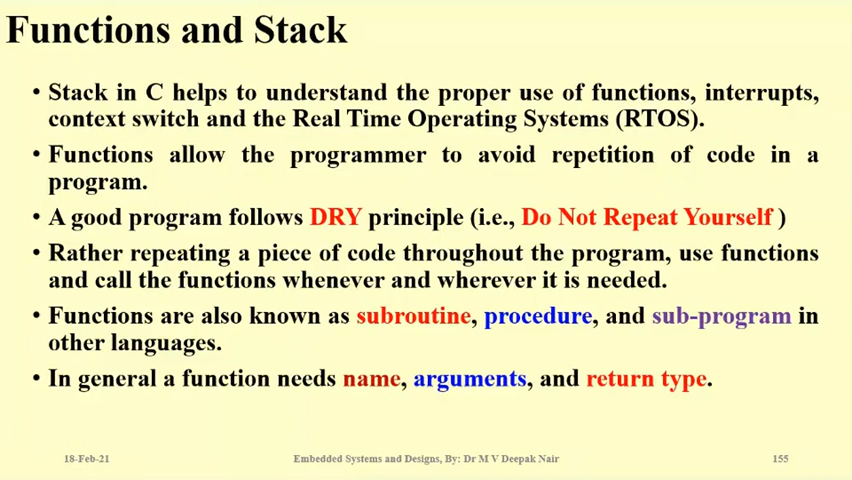 Functions and Stack
• Stack in C helps to understand the proper use of functions, interrupts,
context switch and the Real Time Operating Systems (RTOS).
• Functions allow the programmer to avoid repetition of code in a
program.
• A good program follows DRY principle (i.e., Do Not Repeat Yourself )
• Rather repeating a piece of code throughout the program, use functions
and call the functions whenever and wherever it is needed.
• Functions are also known as subroutine, procedure, and sub-program in
other languages.
• In general a function needs name, arguments, and return type.
18-Feb-21 Embedded Systems and Designs, By: Dr M V Deepak Nair 155